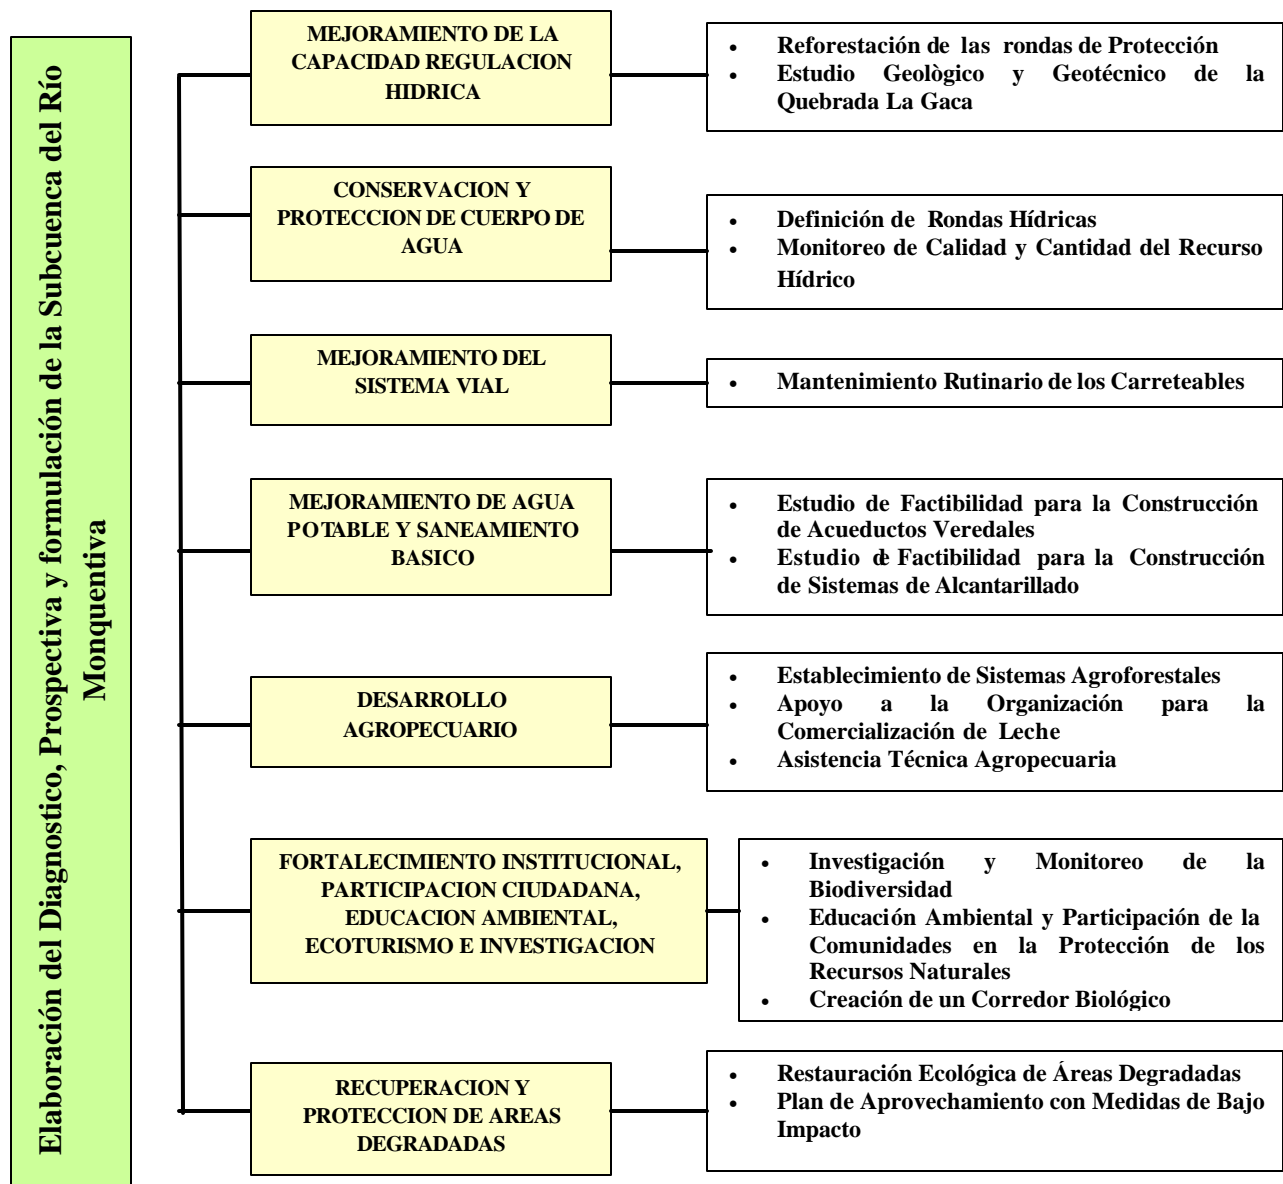 Elaboración del Diagnostico, Prospectiva y formulación de la Subcuenca del Río
Monquentiva
MEJORAMIENTO DE LA
CAPACIDAD REGULACION
HIDRICA
• Reforestación de las rondas de Protección
• Estudio Geològico y Geotécnico de la
Quebrada La Gaca
CONSERVACION Y
PROTECCION DE CUERPO DE
AGUA
• Definición de Rondas Hídricas
• Monitoreo de Calidad y Cantidad del Recurso
Hídrico
MEJORAMIENTO DEL
SISTEMA VIAL
• Mantenimiento Rutinario de los Carreteables
MEJORAMIENTO DE AGUA
POTABLE Y SANEAMIENTO
BASICO
• Estudio de Factibilidad para la Construcción
de Acueductos Veredales
• Estudio de Factibilidad para la Construcción
de Sistemas de Alcantarillado
DESARROLLO
AGROPECUARIO
• Establecimiento de Sistemas Agroforestales
• Apoyo a la Organización para la
Comercialización de Leche
• Asistencia Técnica Agropecuaria
FORTALECIMIENTO INSTITUCIONAL,
PARTICIPACION CIUDADANA,
EDUCACION AMBIENTAL,
ECOTURISMO E INVESTIGACION
• Investigación y Monitoreo de la
Biodiversidad
• Educación Ambiental y Participación de la
Comunidades en la Protección de los
Recursos Naturales
• Creación de un Corredor Biológico
RECUPERACION Y
PROTECCION DE AREAS
DEGRADADAS
• Restauración Ecológica de Áreas Degradadas
• Plan de Aprovechamiento con Medidas de Bajo
Impacto